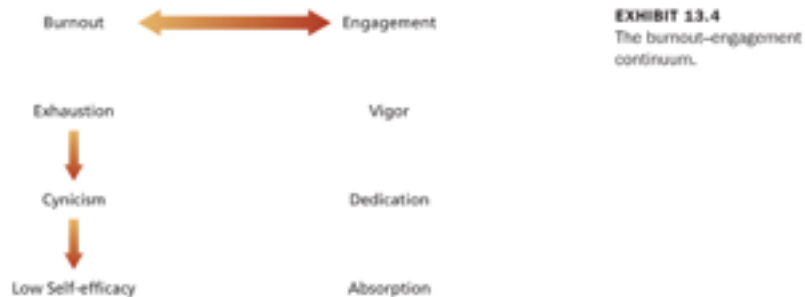 Burnout Engagement
EXHIBIT 13.4
The burnout–engagement
continuum.
Exhaustion Vigor
Cynicism Dedication
Low Self-efficacy Absorption